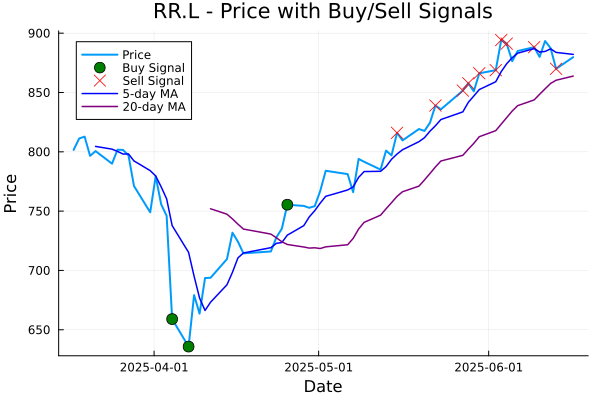 RR.L - Price with Buy/Sell Signals
Price
Buy Signal
Sell Signal
5-day MA
20-day MA
900
850
800
750
700
650
Price
2025-04-01 2025-05-01 2025-06-01
Date